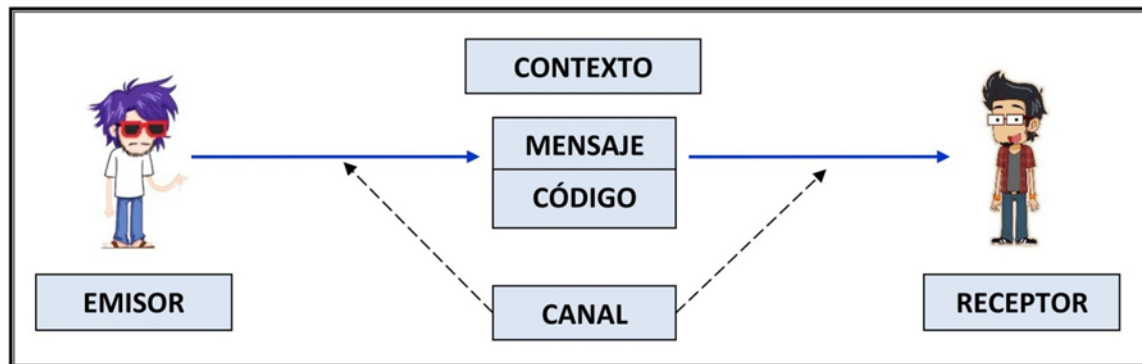 CONTEXTO
MENSAJE
CÓDIGO
EMISOR
CANAL
RECEPTOR